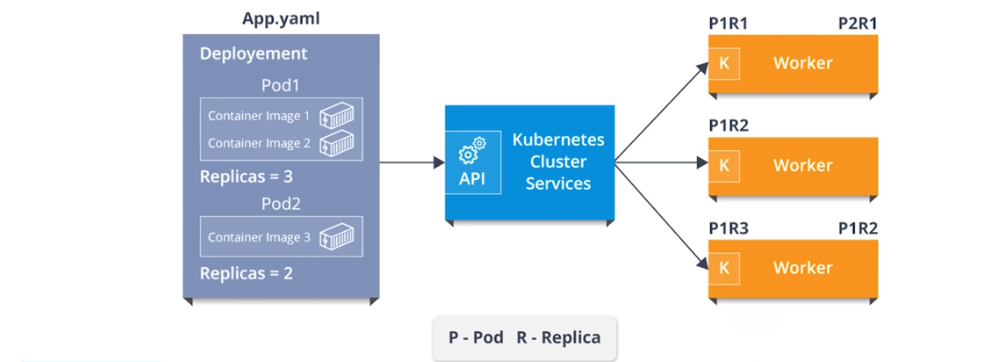 App.yaml
Deployement
Pod1
Container Image 1
Container Image 2
Replicas = 3
Pod2
Container Image 3
Replicas = 2
API
Kubernetes
Cluster
Services
P1R1 P2R1
K Worker
P1R2
K Worker
P1R3 P1R2
K Worker
P - Pod R - Replica